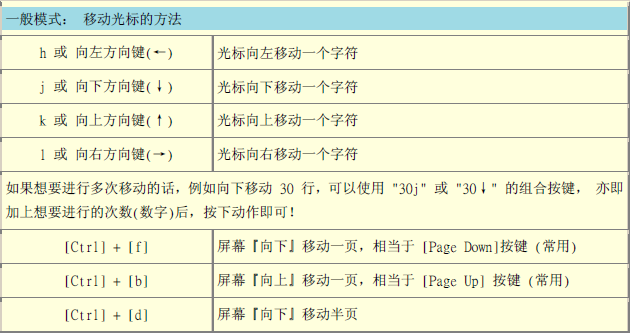 一般模式: 移动光标的方法
h 或 向左方向键(←) 光标向左移动一个字符
j 或 向下方向键(↓) 光标向下移动一个字符
k 或 向上方向键(↑) 光标向上移动一个字符
l 或 向右方向键(→) 光标向右移动一个字符
如果想要进行多次移动的话,例如向下移动 30 行,可以使用 "30j" 或 "30↓" 的组合按键, 亦即
加上想要进行的次数(数字)后,按下动作即可!
[Ctrl] + [f] 屏幕『向下』移动一页,相当于 [Page Down]按键 (常用)
[Ctrl] + [b] 屏幕『向上』移动一页,相当于 [Page Up] 按键 (常用)
[Ctrl] + [d] 屏幕『向下』移动半页